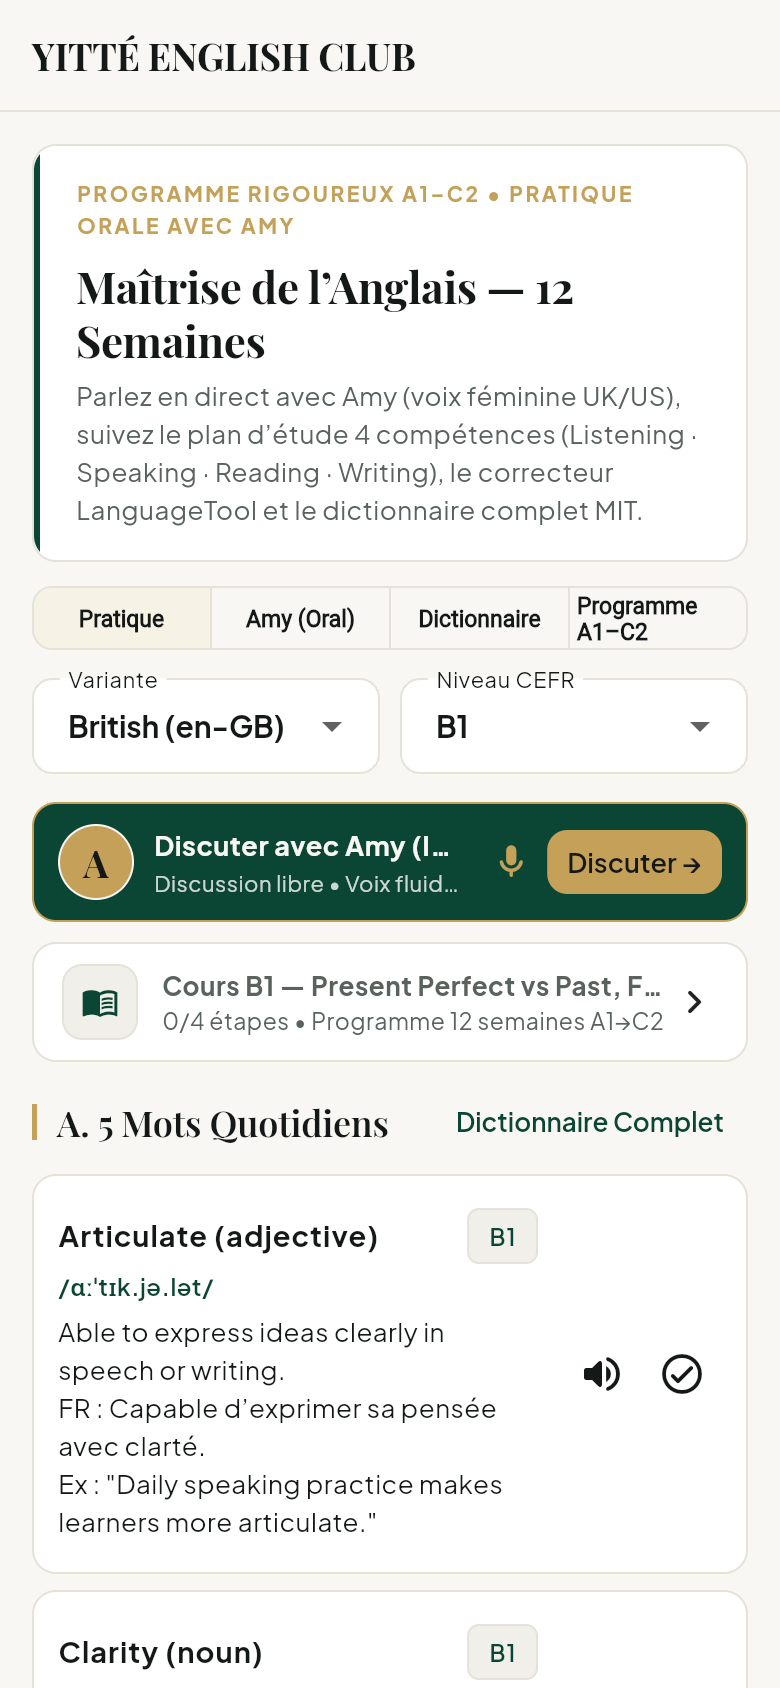 YITTÉ ENGLISH CLUB
PROGRAMME RIGOUREUX A1–C2 • PRATIQUE
ORALE AVEC AMY
Maîtrise de l’Anglais — 12
Semaines
Parlez en direct avec Amy (voix féminine UK/US),
suivez le plan d’étude 4 compétences (Listening ·
Speaking · Reading · Writing), le correcteur
LanguageTool et le dictionnaire complet MIT.
Pratique
Amy (Oral)
Dictionnaire
Programme
A1–C2
Variante
British (en-GB)
Niveau CEFR
B1
A
Discuter avec Amy (I…
Discussion libre • Voix fluid…
Discuter →
Cours B1 — Present Perfect vs Past, F…
0/4 étapes • Programme 12 semaines A1→C2
A. 5 Mots Quotidiens
Dictionnaire Complet
Articulate (adjective)
B1
/ɑːˈtɪk.jə.lət/
Able to express ideas clearly in
speech or writing.
FR : Capable d’exprimer sa pensée
avec clarté.
Ex : "Daily speaking practice makes
learners more articulate."
Clarity (noun)
B1